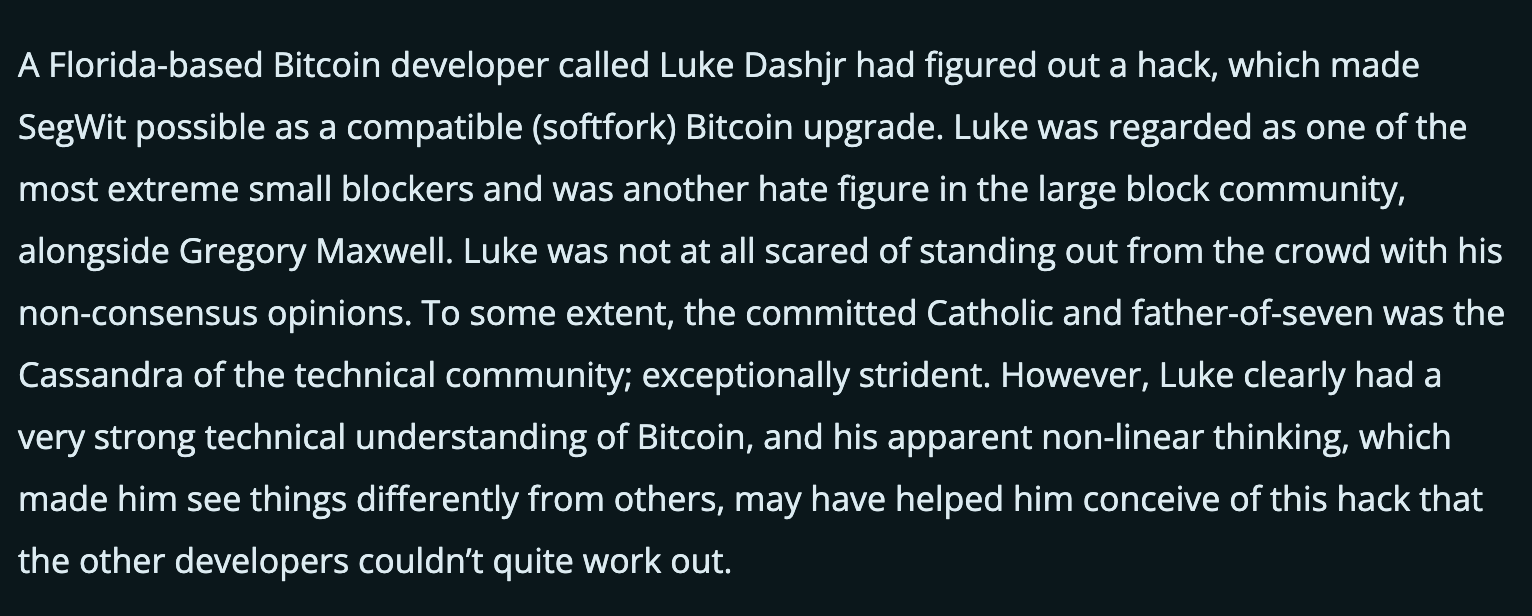 A Florida-based Bitcoin developer called Luke Dashjr had figured out a hack, which made
SegWit possible as a compatible (softfork) Bitcoin upgrade. Luke was regarded as one of the
most extreme small blockers and was another hate figure in the large block community,
alongside Gregory Maxwell. Luke was not at all scared of standing out from the crowd with his
non-consensus opinions. To some extent, the committed Catholic and father-of-seven was the
Cassandra of the technical community; exceptionally strident. However, Luke clearly had a
very strong technical understanding of Bitcoin, and his apparent non-linear thinking, which
made him see things differently from others, may have helped him conceive of this hack that
the other developers couldn’t quite work out.